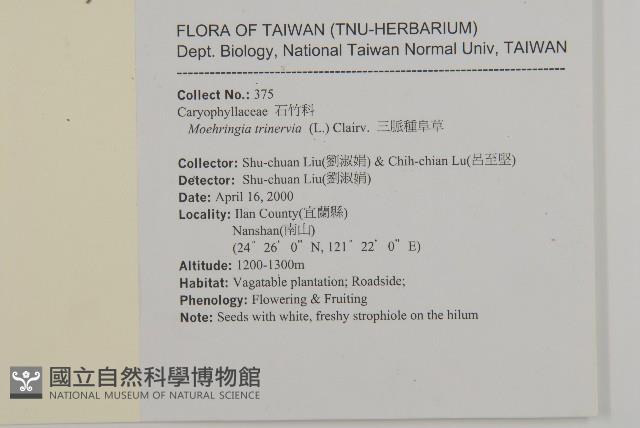 FLORA OF TAIWAN (TNU-HERBARIUM)
Dept. Biology, National Taiwan Normal Univ, TAIWAN
Collect No.: 375
Caryophyllaceae 石竹科
Moehringia trinervia (L.) Clairv. 三脈種阜草
Collector: Shu-chuan Liu(劉淑娟) & Chih-chian Lu(呂至堅)
Detector: Shu-chuan Liu(劉淑娟)
Date: April 16, 2000
Locality: Ilan County(宜蘭縣)
Nanshan(南山)
(24° 26' 0" N, 121° 22' 0" E)
Altitude: 1200-1300m
Habitat: Vagatable plantation; Roadside;
Phenology: Flowering & Fruiting
Note: Seeds with white, freshy strophiole on the hilum
國立自然科學博物館
NATIONAL MUSEUM OF NATURAL SCIENCE